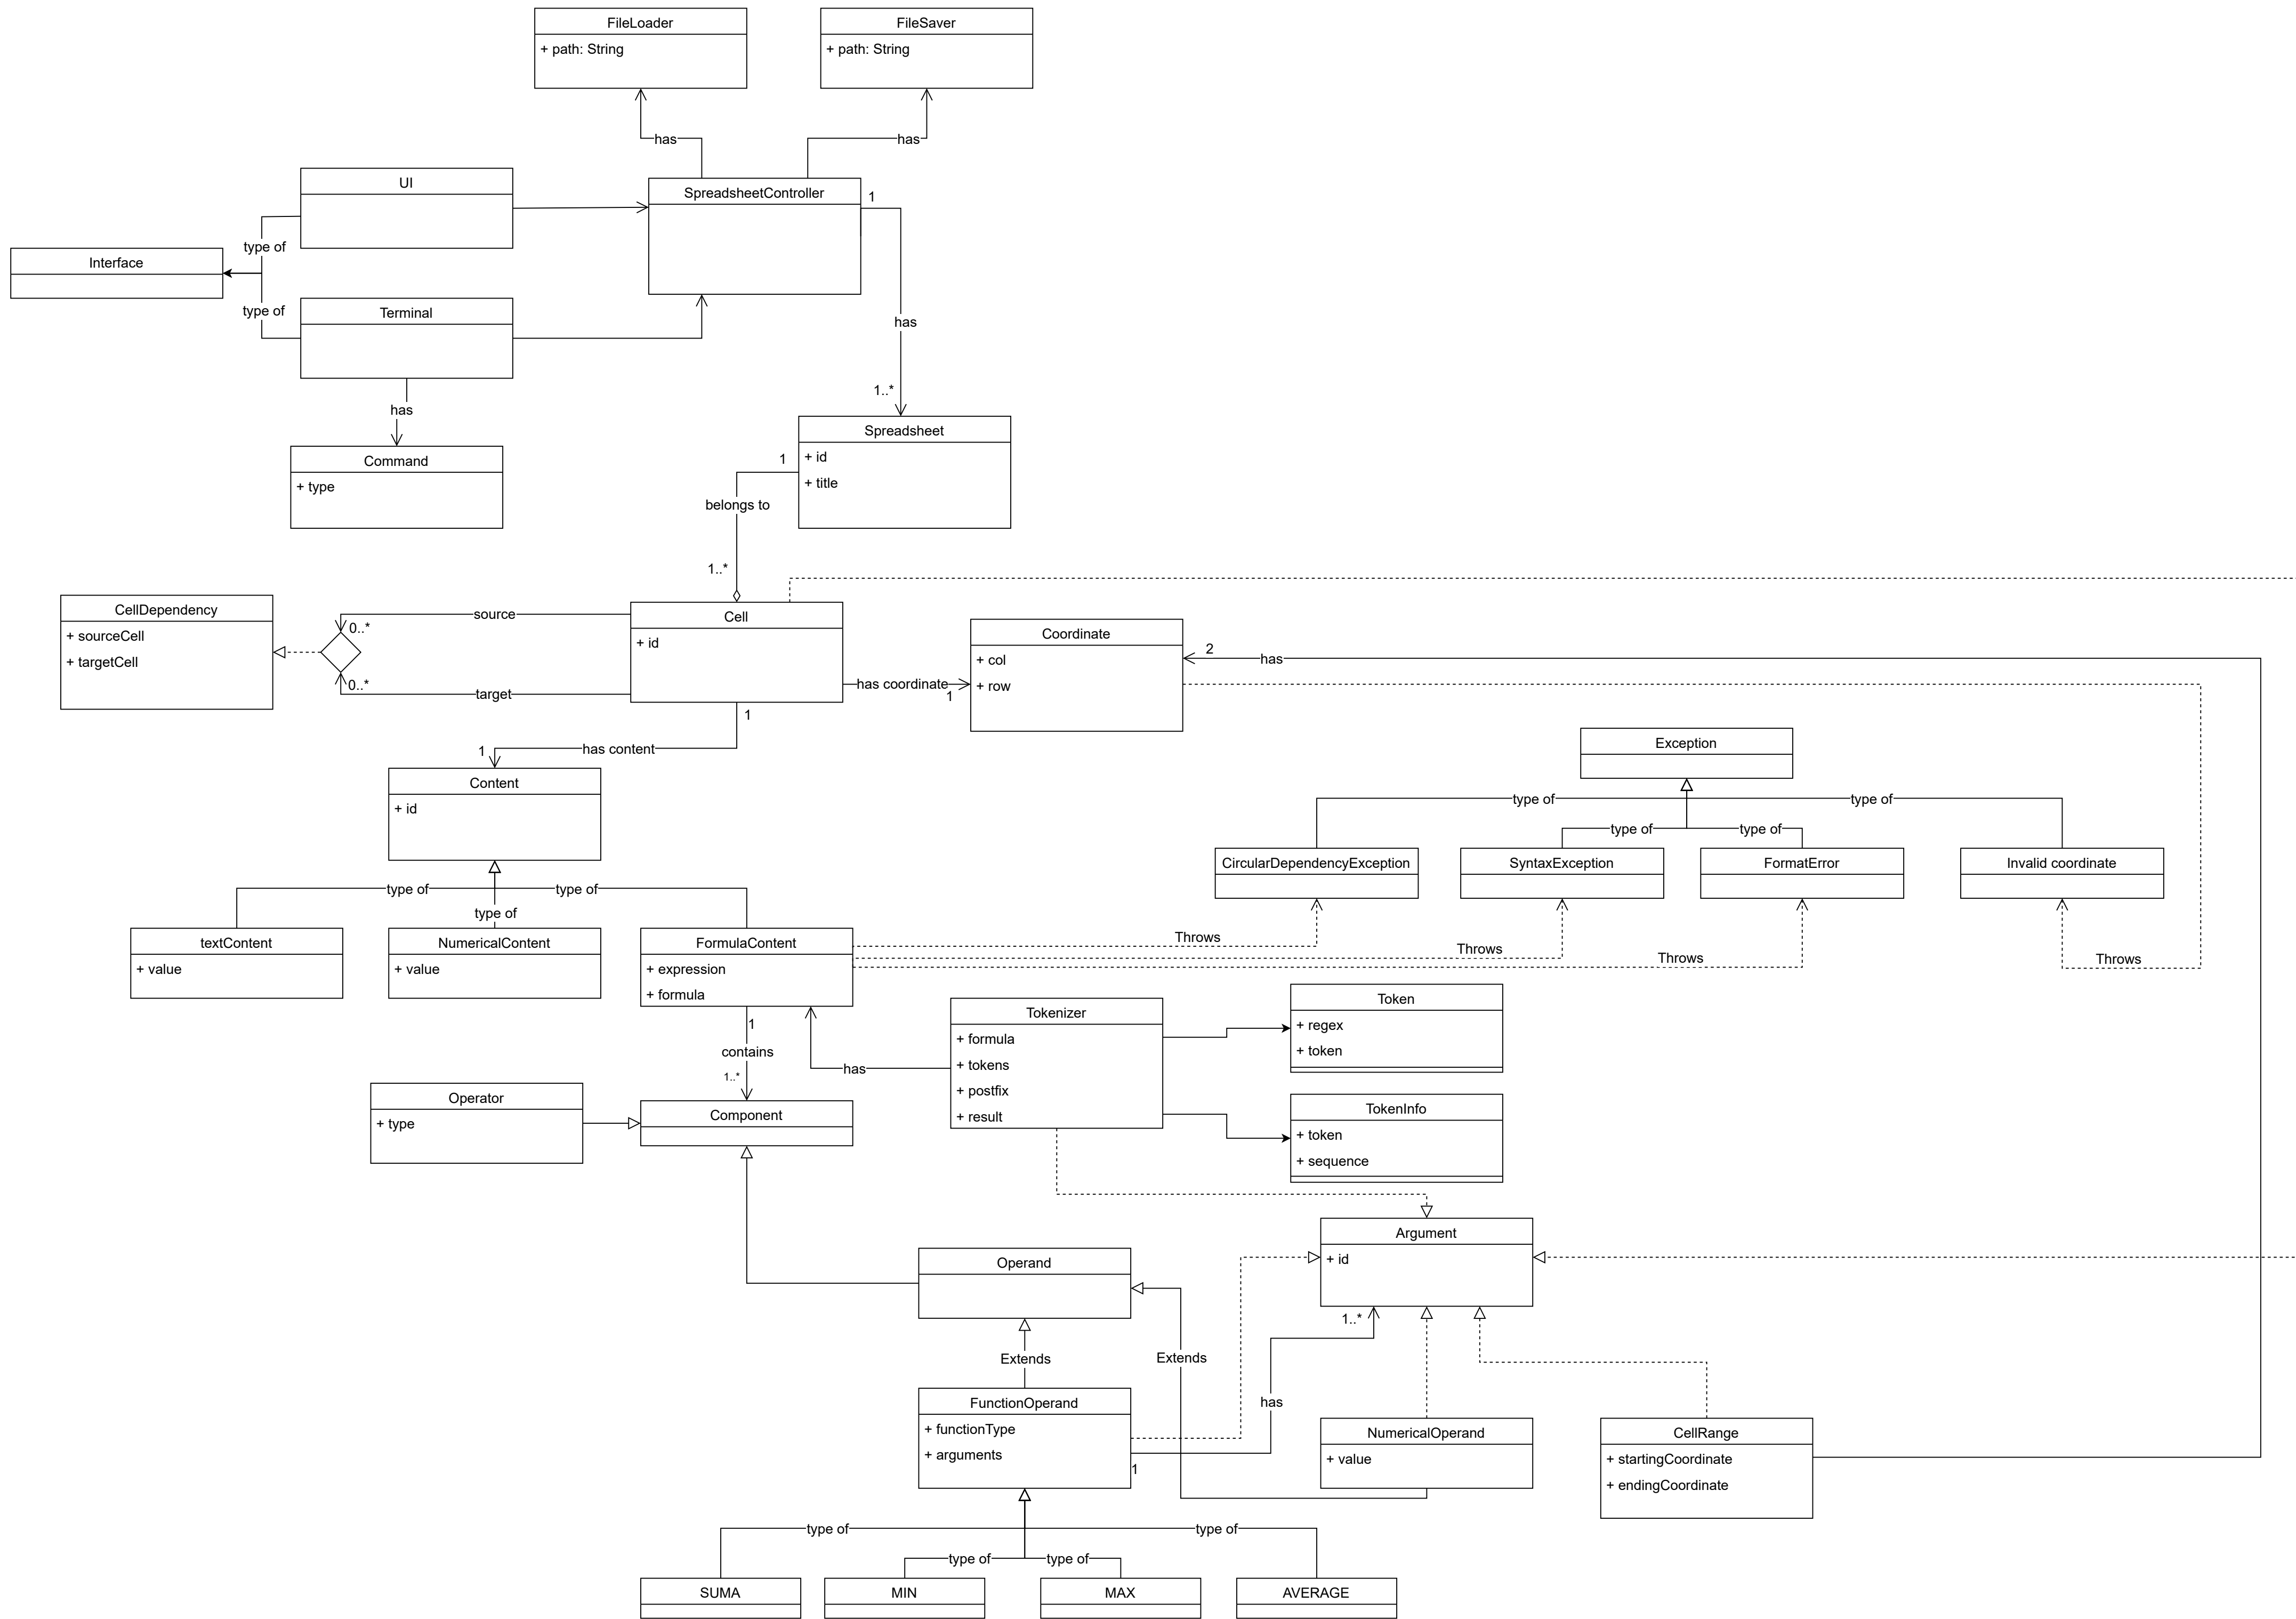 FileLoader
+ path: String
FileSaver
+ path: String
has
has
UI
SpreadsheetController
1
type of
Interface
type of
Terminal
has
has
1..*
Command
+ type
Spreadsheet
+ id
+ title
1
belongs to
1..*
CellDependency
+ sourceCell
+ targetCell
source
0..*
0..*
target
Cell
+ id
has coordinate
1
Coordinate
+ col
+ row
2
has
1
has content
1
Content
+ id
Exception
type of
type of
type of
type of
CircularDependencyException
SyntaxException
FormatError
Invalid coordinate
type of
type of
type of
textContent
+ value
NumericalContent
+ value
FormulaContent
+ expression
+ formula
Throws
Throws
Throws
Throws
1
contains
1..*
has
Tokenizer
+ formula
+ tokens
+ postfix
+ result
Token
+ regex
+ token
TokenInfo
+ token
+ sequence
Operator
+ type
Component
Argument
+ id
Operand
1..*
Extends
Extends
has
FunctionOperand
+ functionType
+ arguments
1
NumericalOperand
+ value
CellRange
+ startingCoordinate
+ endingCoordinate
type of
type of
type of
type of
SUMA
MIN
MAX
AVERAGE